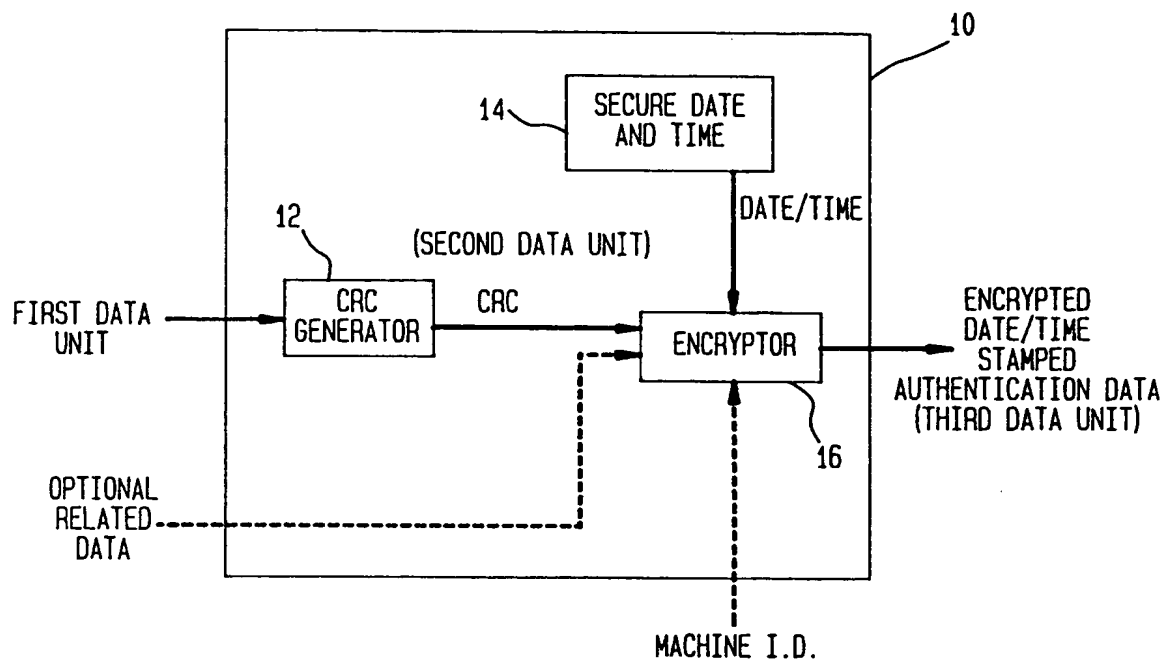 10
14
SECURE DATE
AND TIME
DATE/TIME
12
(SECOND DATA UNIT)
FIRST DATA
UNIT
CRC
GENERATOR
CRC
ENCRYPTOR
ENCRYPTED
DATE/TIME
STAMPED
AUTHENTICATION DATA
(THIRD DATA UNIT)
16
OPTIONAL
RELATED
DATA
MACHINE I.D.